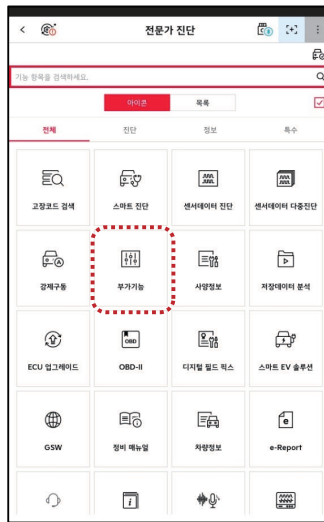 전문가 진단
기능 항목을 검색하세요.
아이콘 목록
전체 진단 정보 특수
고장코드 검색 스마트 진단 센서데이터 진단 센서데이터 다중진단
강제구동 부가기능 사양정보 저장데이터 분석
OBD
ECU 업그레이드 OBD-II 디지털 필드 픽스 스마트 EV 솔루션
GSW 정비 매뉴얼 차량정보 e-Report